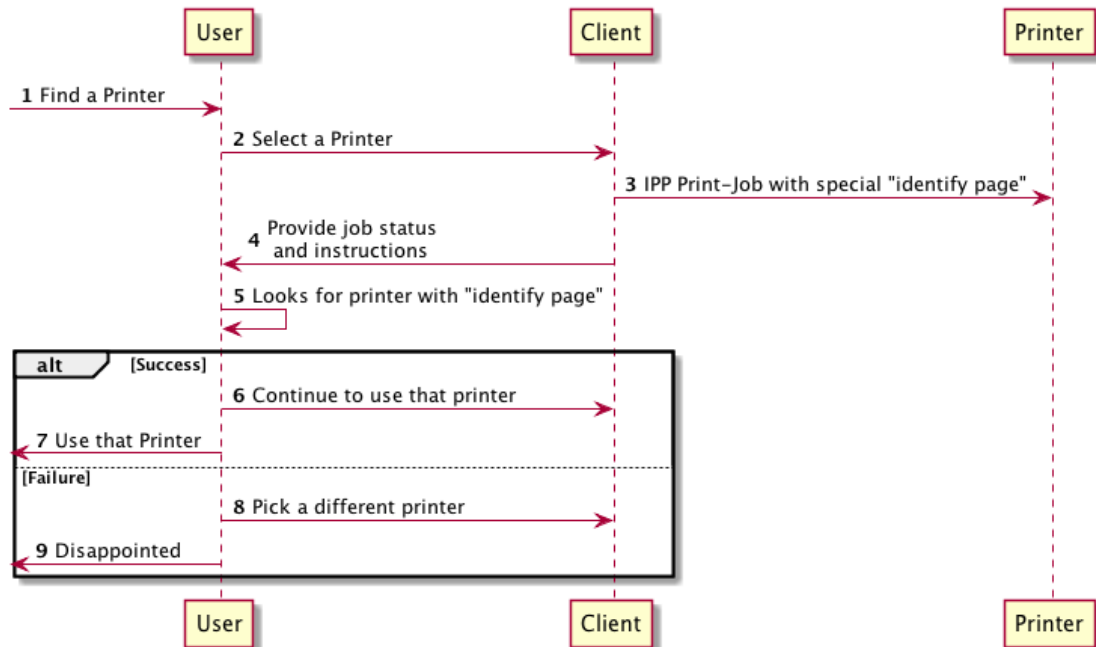 User
Client
Printer
1 Find a Printer
2 Select a Printer
3 IPP Print-Job with special "identify page"
4 Provide job status
and instructions
5 Looks for printer with "identify page"
alt [Success]
6 Continue to use that printer
7 Use that Printer
[Failure]
8 Pick a different printer
9 Disappointed
User
Client
Printer